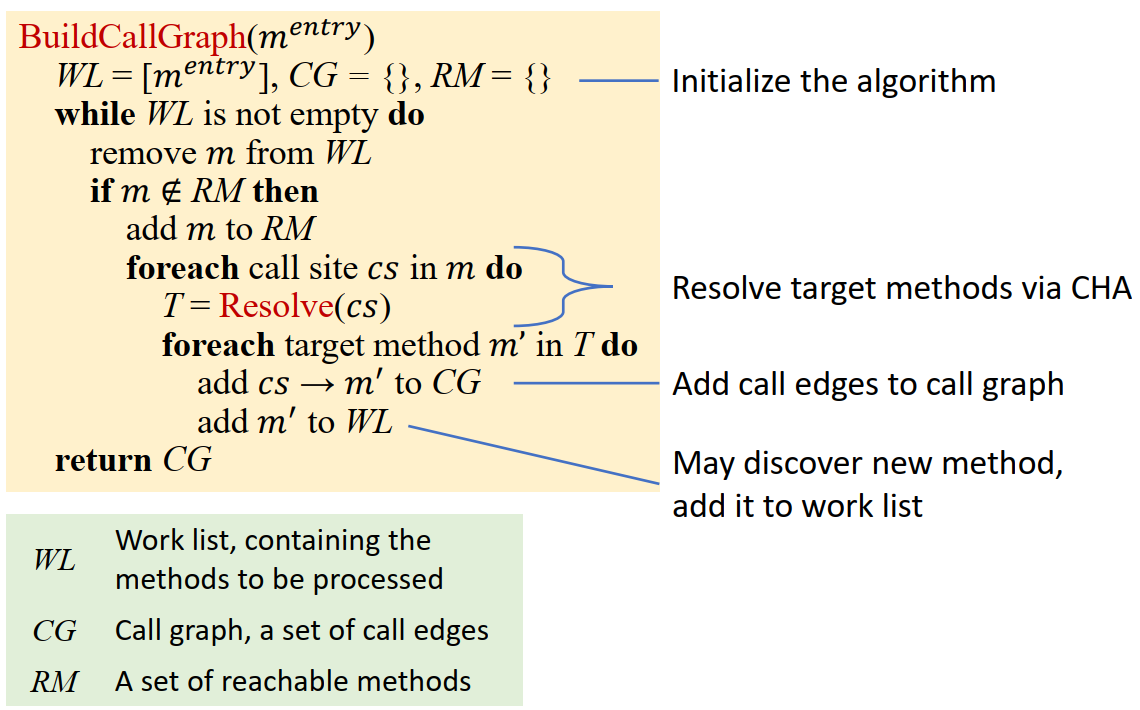 BuildCallGraph(m^entry)
WL = [m^entry], CG = {}, RM = {}
Initialize the algorithm
while WL is not empty do
remove m from WL
if m ∉ RM then
add m to RM
foreach call site cs in m do
T = Resolve(cs)
Resolve target methods via CHA
foreach target method m’ in T do
add cs → m′ to CG
Add call edges to call graph
add m′ to WL
May discover new method,
add it to work list
return CG
WL
Work list, containing the
methods to be processed
CG Call graph, a set of call edges
RM A set of reachable methods